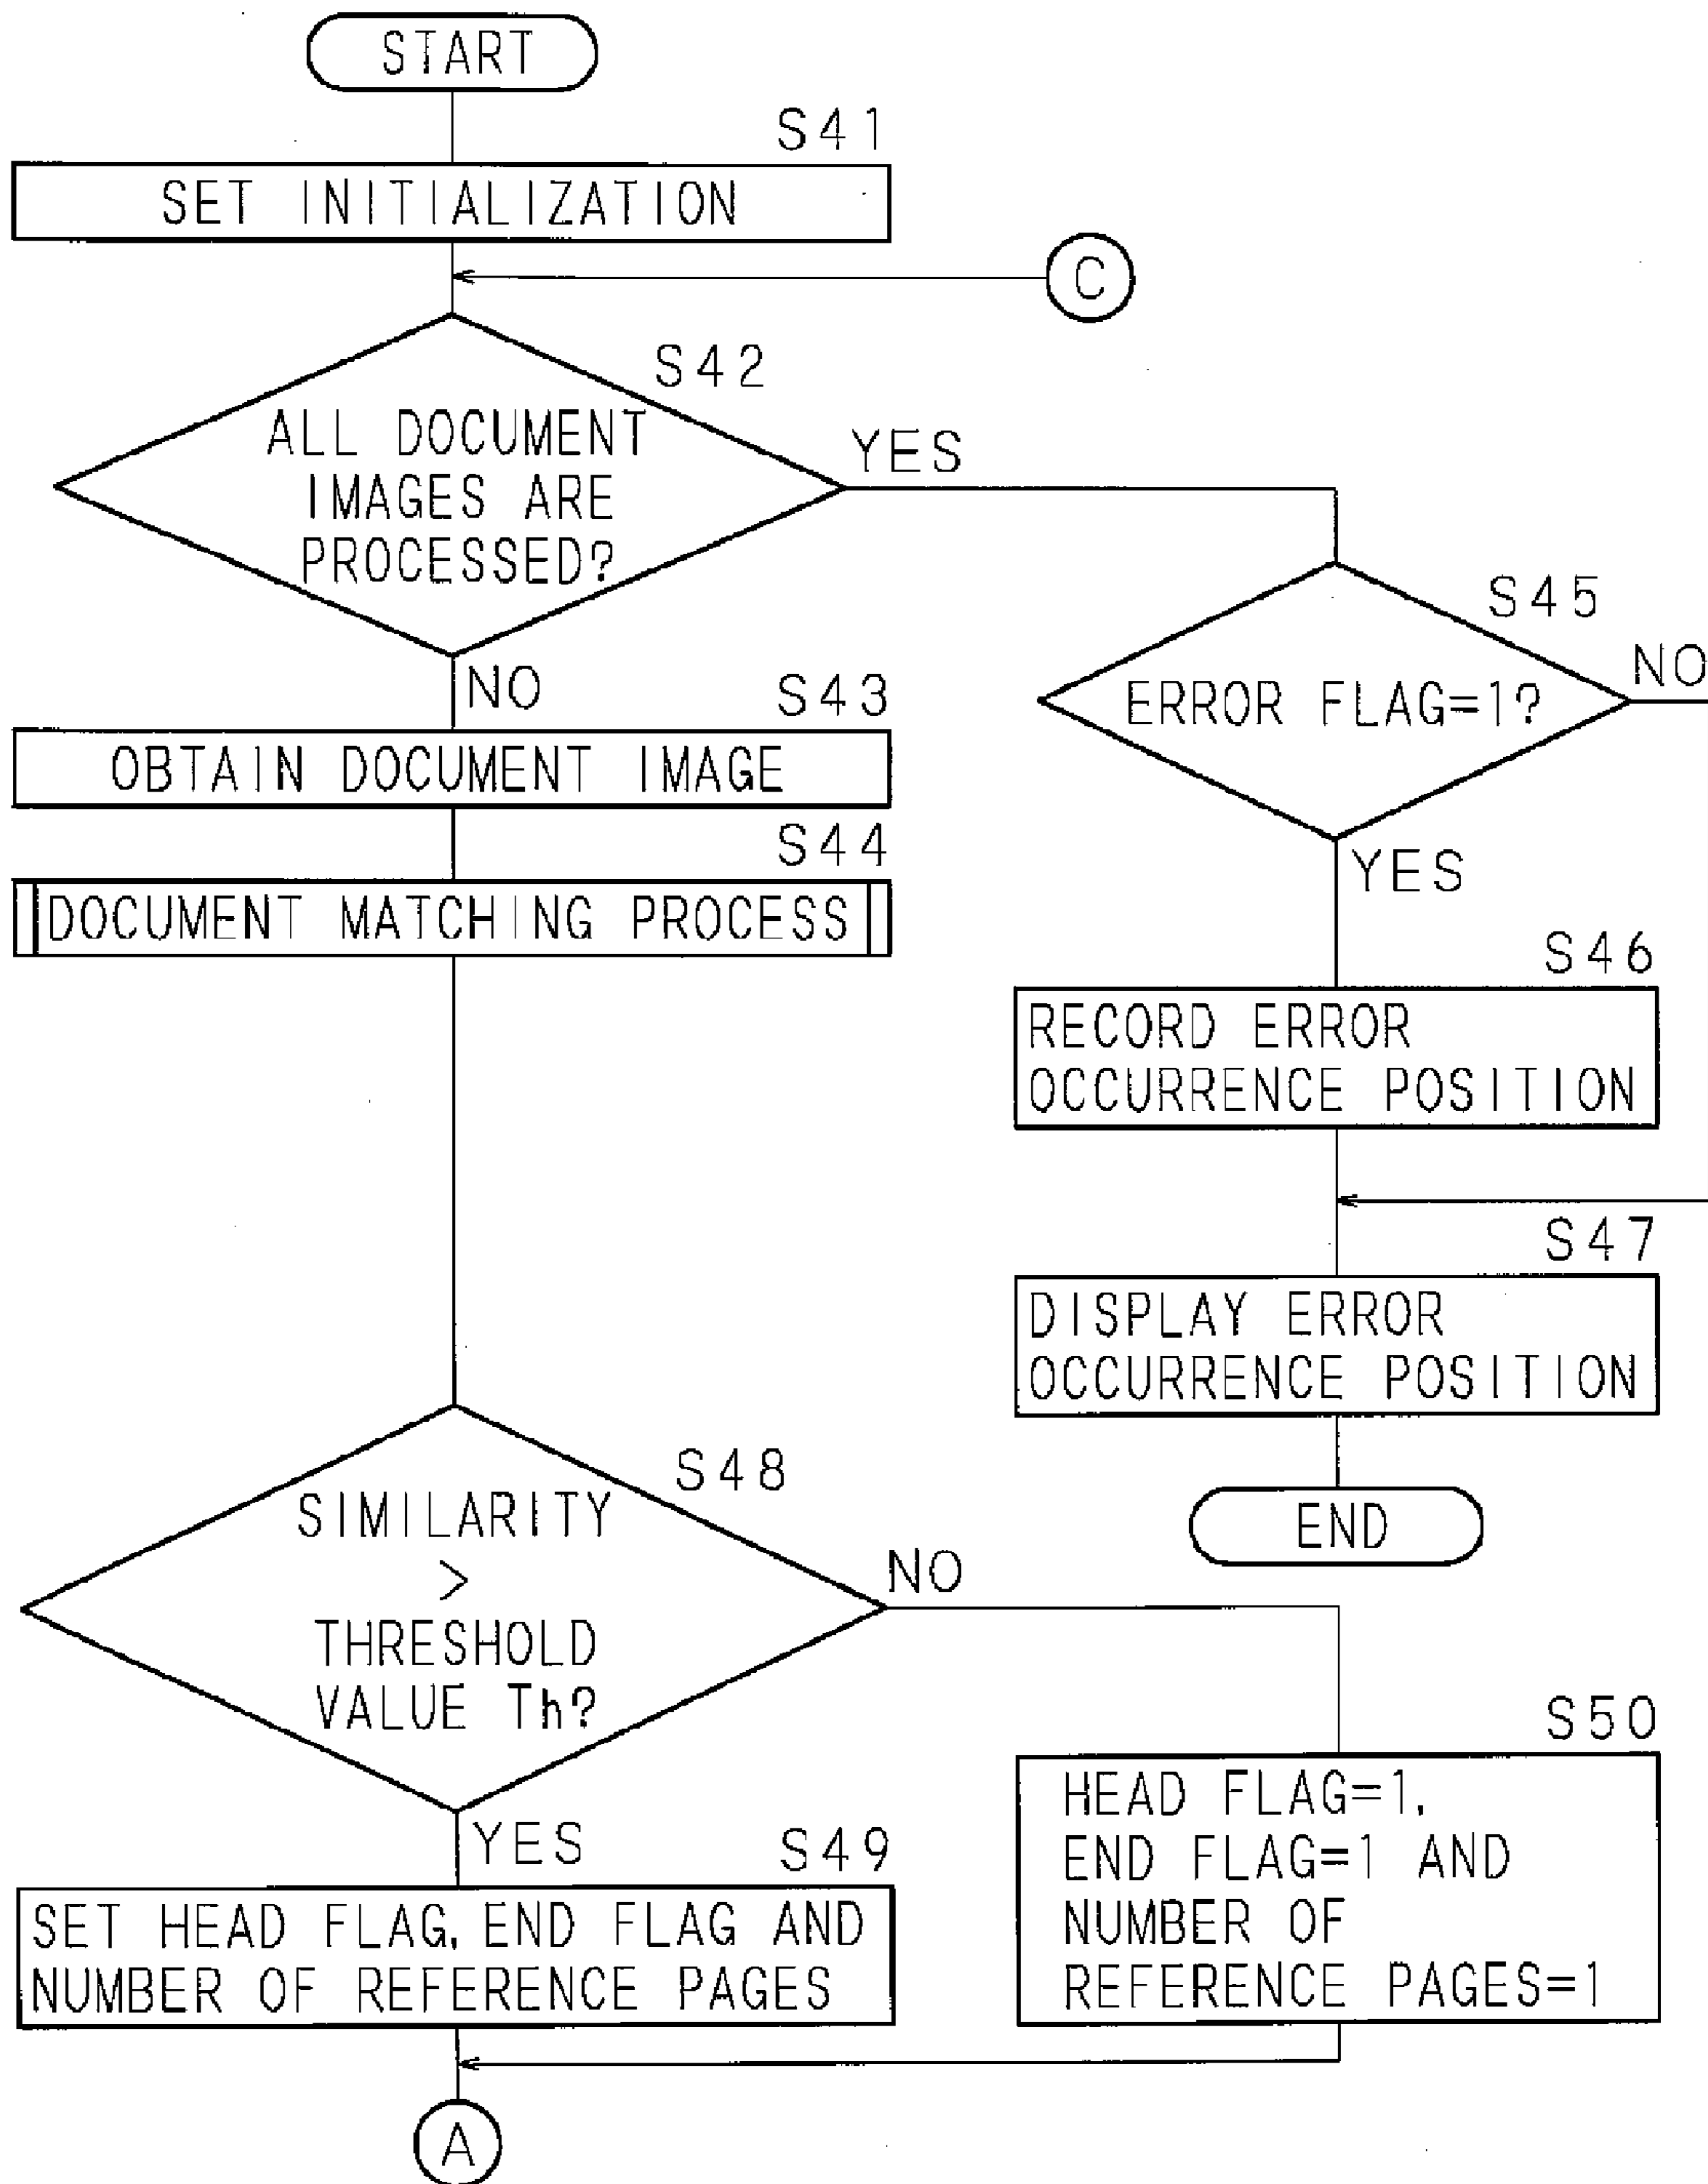 START
S41
SET INITIALIZATION
C
S42
ALL DOCUMENT
IMAGES ARE
PROCESSED?
YES
NO
S43
OBTAIN DOCUMENT IMAGE
S44
DOCUMENT MATCHING PROCESS
S45
ERROR FLAG=1?
NO
YES
S46
RECORD ERROR
OCCURRENCE POSITION
S47
DISPLAY ERROR
OCCURRENCE POSITION
END
S48
SIMILARITY
>
THRESHOLD
VALUE Th?
NO
YES
S49
SET HEAD FLAG, END FLAG AND
NUMBER OF REFERENCE PAGES
S50
HEAD FLAG=1,
END FLAG=1 AND
NUMBER OF
REFERENCE PAGES=1
A